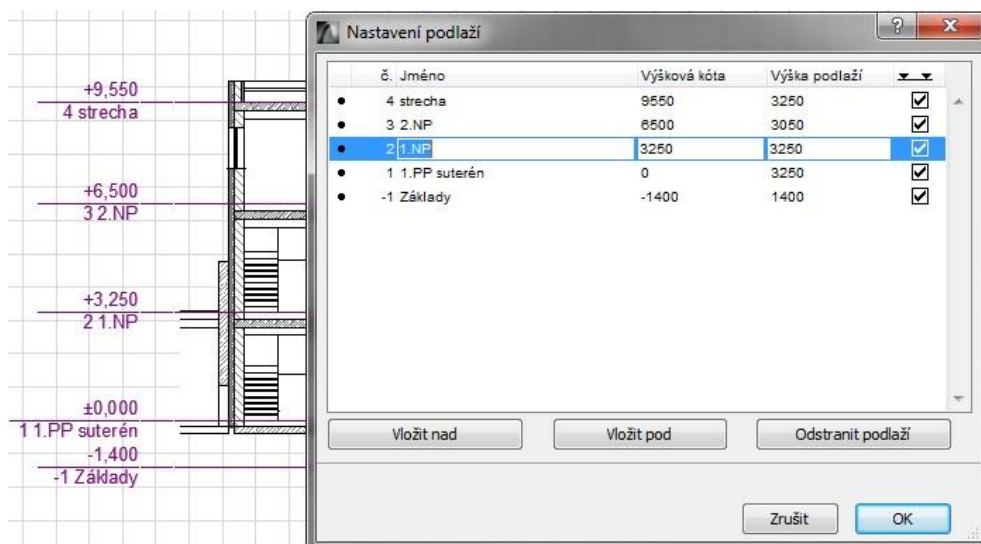 Nastavení podlaží
č. Jméno Výšková kóta Výška podlaží
4 strecha 9550 3250
3 2.NP 6500 3050
2 1.NP 3250 3250
1 1.PP suterén 0 3250
-1 Základy -1400 1400
Vložit nad Vložit pod Odstranit podlaží
Zrušit OK
+9,550
4 strecha
+6,500
3 2.NP
+3,250
2 1.NP
±0,000
1 1.PP suterén
-1,400
-1 Základy